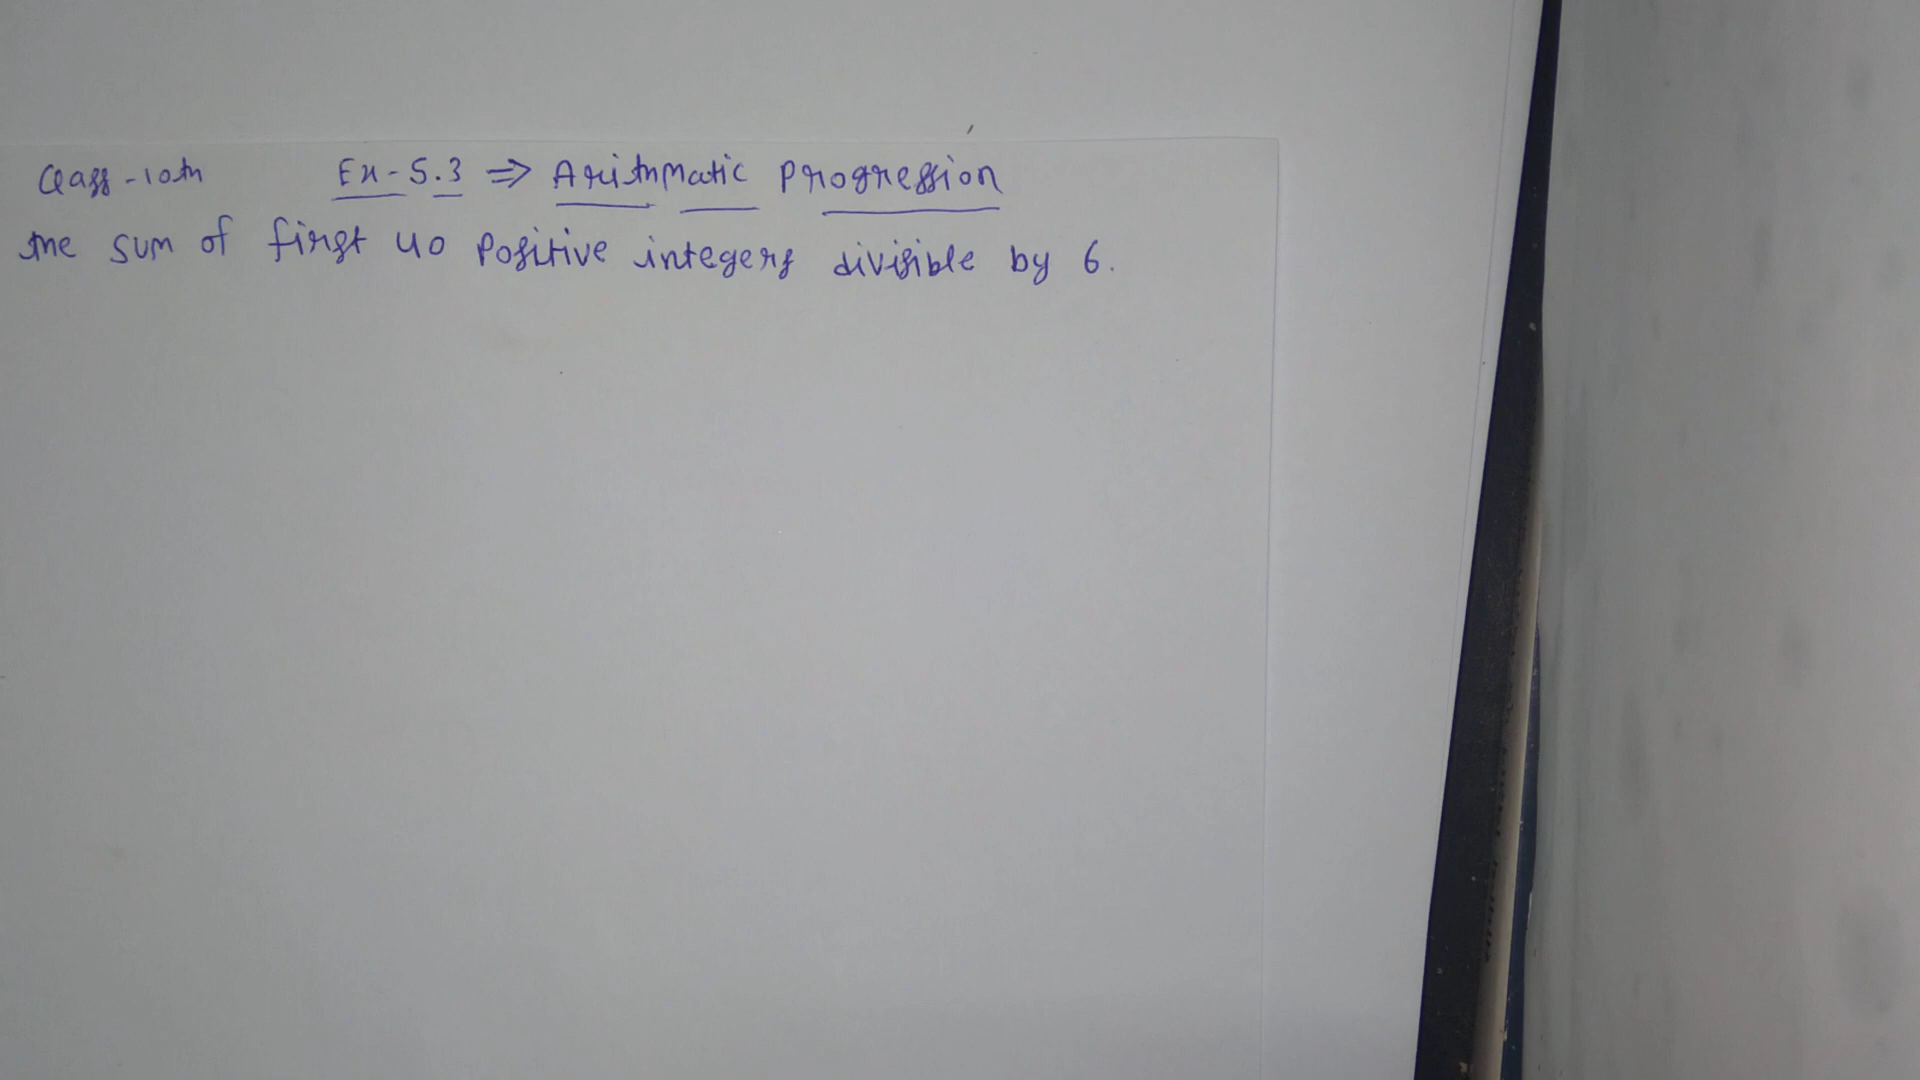 Class - 10th Ex - 5.3 ⇒ Arithmatic Progression
the sum of first 40 Positive integers divisible by 6.